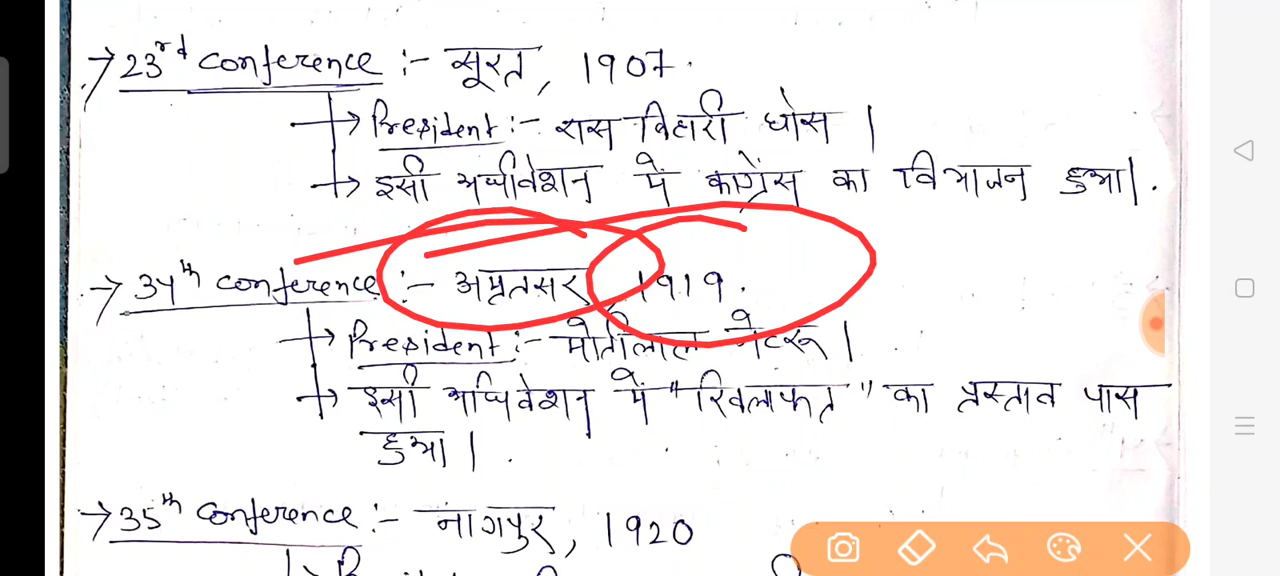 → 23rd conference :- सूरत, 1907.
→ President :- रास बिहारी घोस |
→ इसी अधीवेशन में कांग्रेस का विभाजन हुआ |.
→ 34th conference :- अमृतसर, 1919.
→ President :- मोतीलाल नेहरू |
→ इसी अधिवेशन में "खिलाफत" का प्रस्ताव पास
हुआ |.
→ 35th conference :- नागपुर, 1920